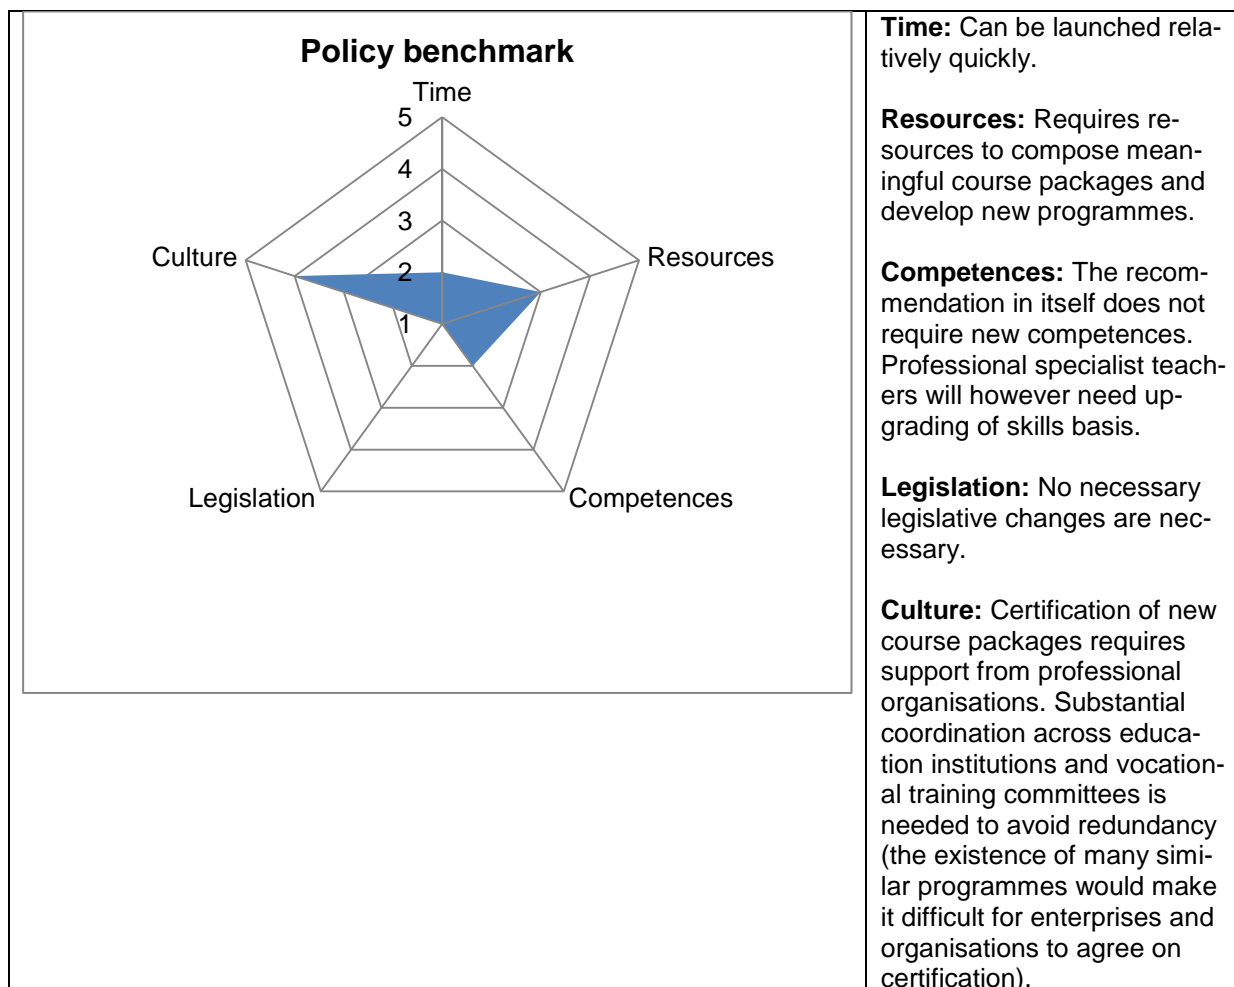 Policy benchmark
Time
5
4
3
2
1
Culture
Resources
Legislation
Competences
Time: Can be launched rela-
tively quickly.
Resources: Requires re-
sources to compose mean-
ingful course packages and
develop new programmes.
Competences: The recom-
mendation in itself does not
require new competences.
Professional specialist teach-
ers will however need up-
grading of skills basis.
Legislation: No necessary
legislative changes are nec-
essary.
Culture: Certification of new
course packages requires
support from professional
organisations. Substantial
coordination across educa-
tion institutions and vocation-
al training committees is
needed to avoid redundancy
(the existence of many simi-
lar programmes would make
it difficult for enterprises and
organisations to agree on
certification).